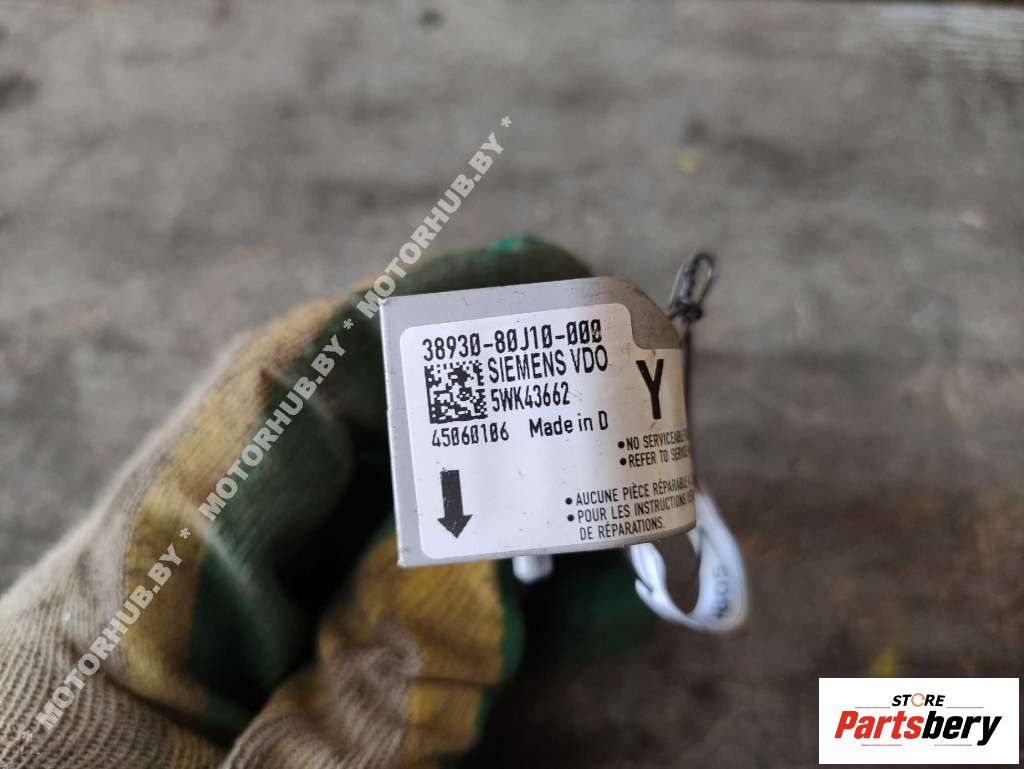 * MOTORHUB.BY * MOTORHUB.BY * MOTORHUB.BY * MOTORHUB.BY *
38930-80J10-000
SIEMENS VDO
5WK43662
45060106 Made in D
Y
• NO SERVICEABLE
• REFER TO
• AUCUNE PIÈCE RÉPARABLE
• POUR LES INSTRUCTIONS
DE RÉPARATIONS.
STORE
Partsbery